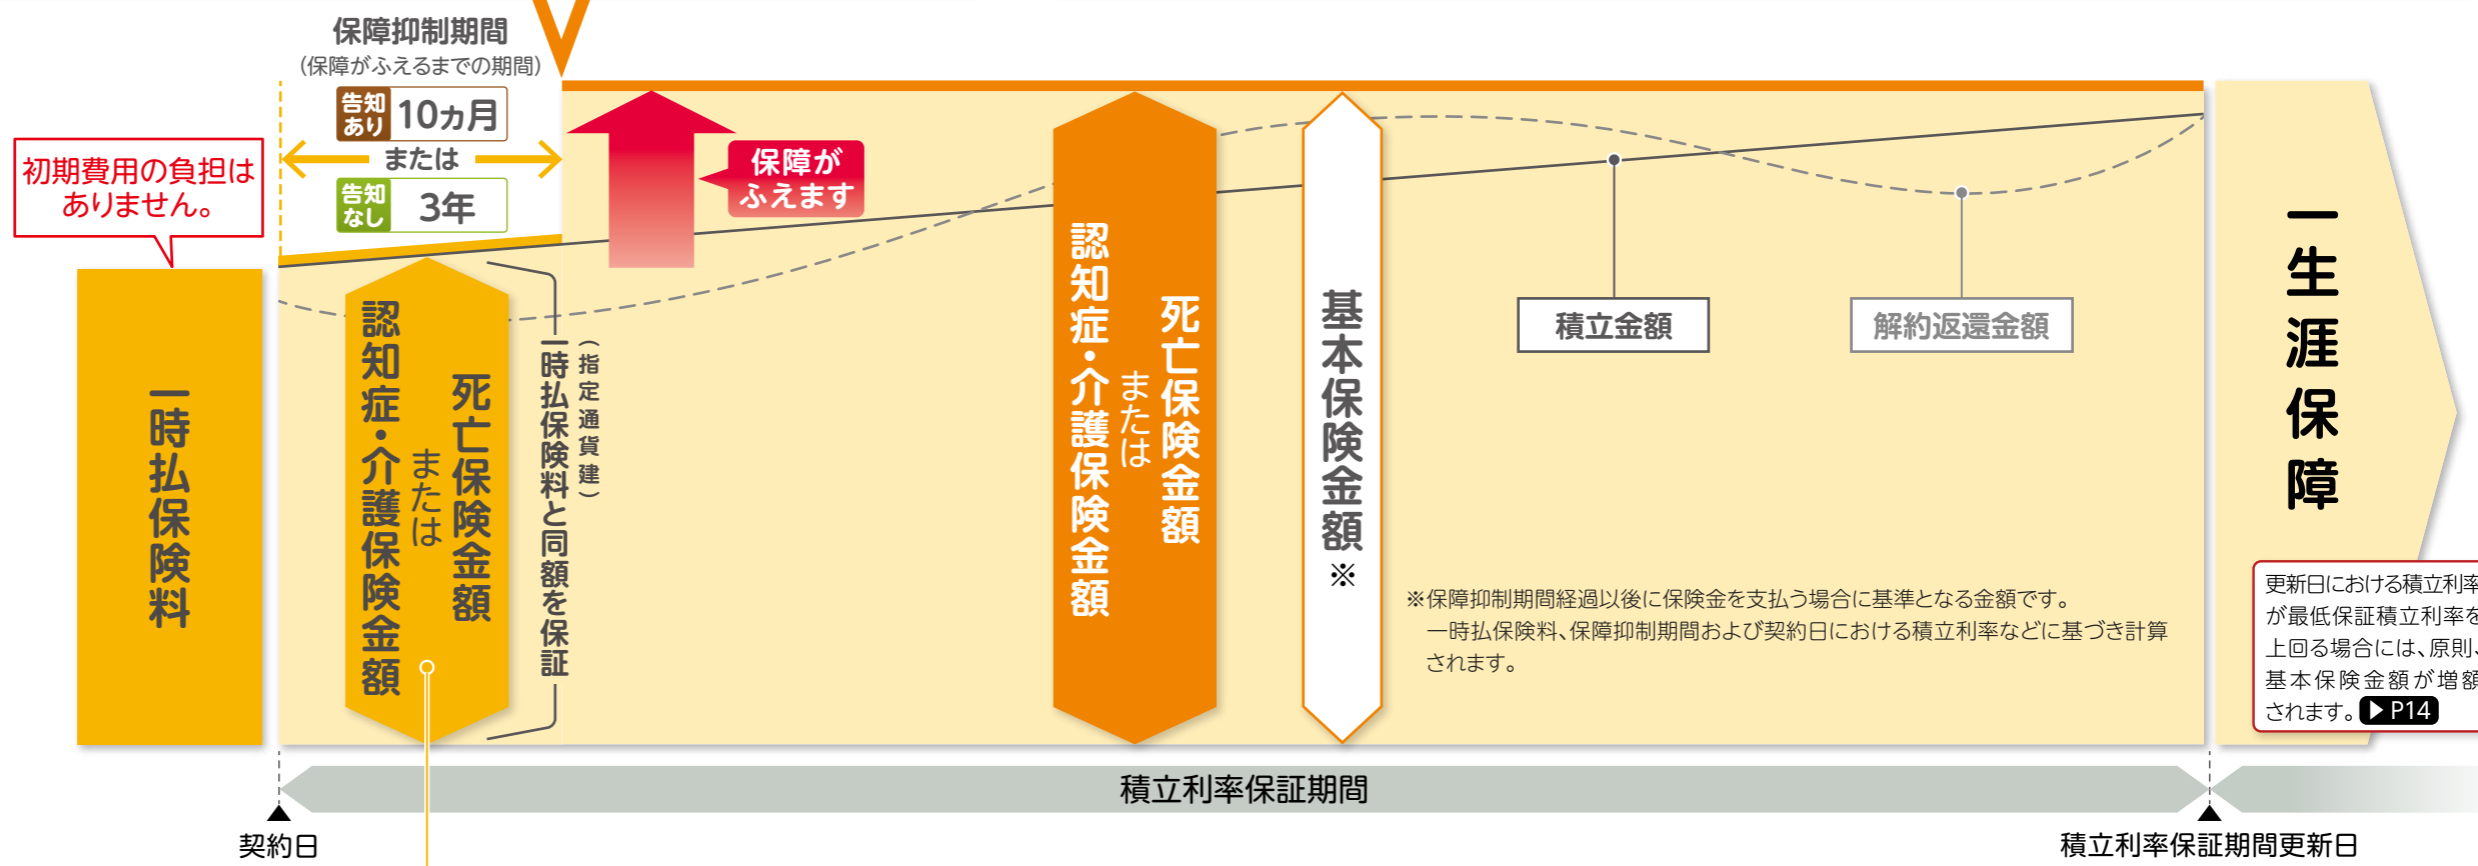 保障抑制期間
（保障がふえるまでの期間）
告知あり 10ヵ月
または
告知なし 3年
初期費用の負担は
ありません。
保障が
ふえます
一時払保険料
死亡保険金額
または
認知症・介護保険金額
（指定通貨建）
一時払保険料と同額を保証
死亡保険金額
または
認知症・介護保険金額
基本保険金額※
積立金額
解約返還金額
※保障抑制期間経過以後に保険金を支払う場合に基準となる金額です。
一時払保険料、保障抑制期間および契約日における積立利率などに基づき計算
されます。
一生涯保障
更新日における積立利率
が最低保証積立利率を
上回る場合には、原則、
基本保険金額が増額
されます。▶P14
積立利率保証期間
契約日
積立利率保証期間更新日